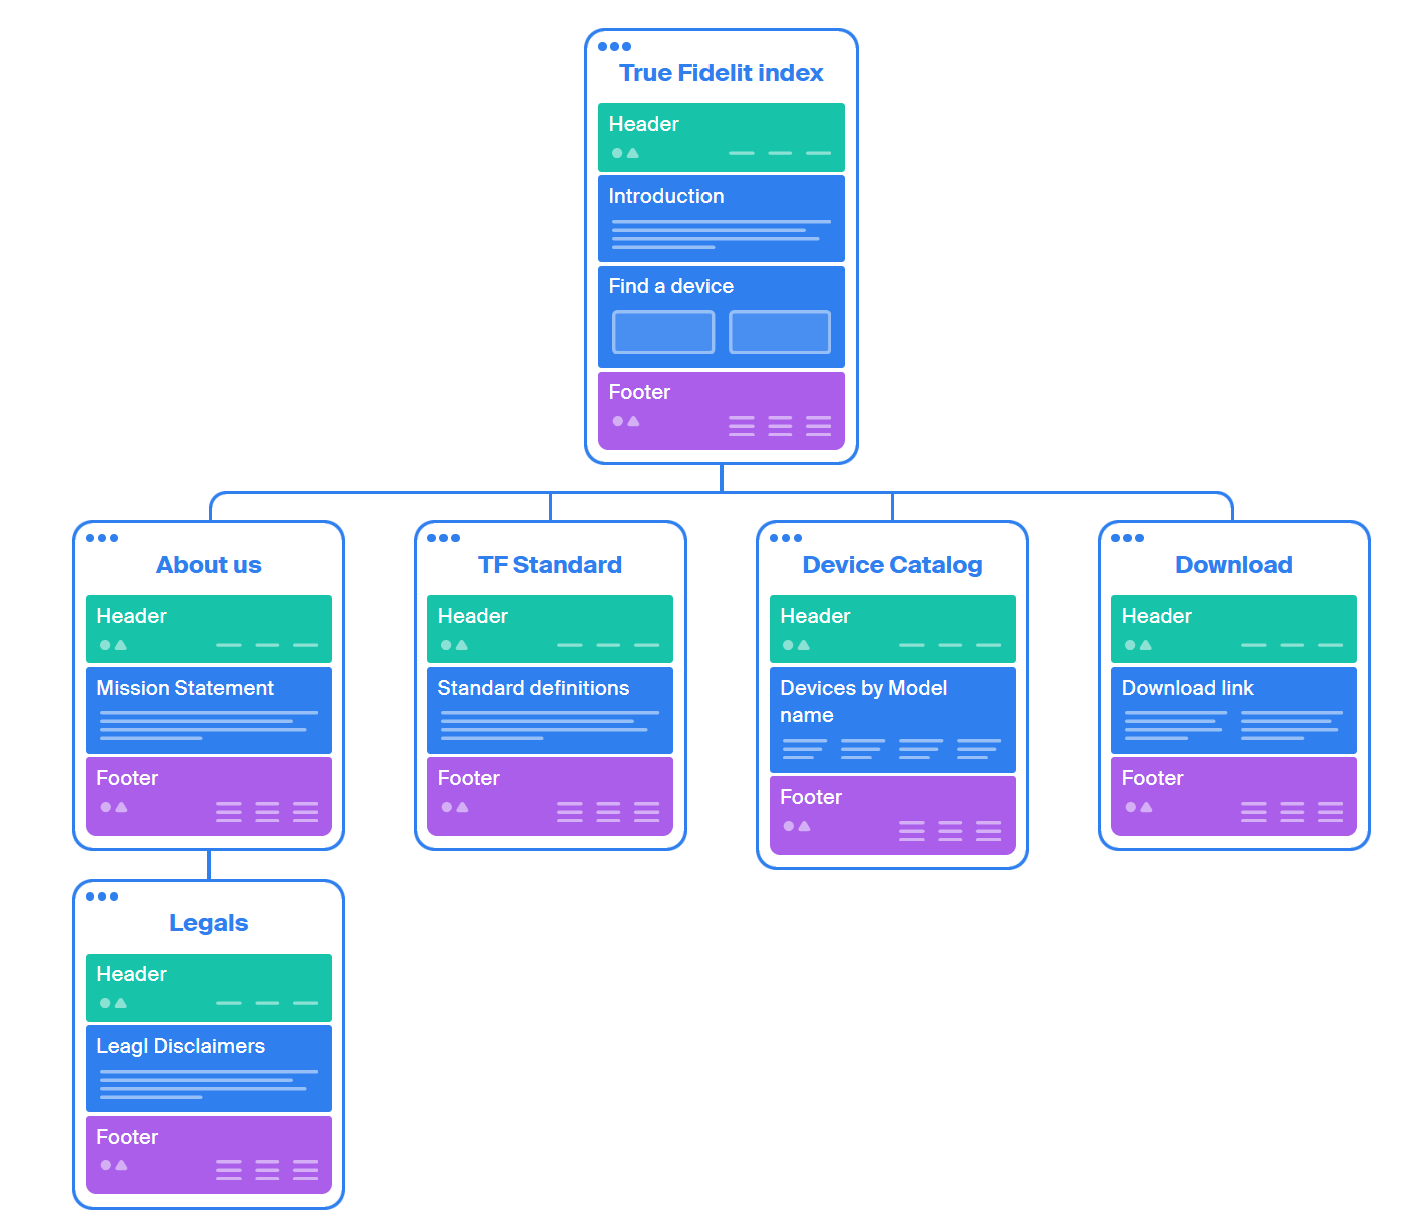 True Fidelit index
Header
Introduction
Find a device
Footer
About us
Header
Mission Statement
Footer
TF Standard
Header
Standard definitions
Footer
Device Catalog
Header
Devices by Model
name
Footer
Download
Header
Download link
Footer
Legals
Header
Leagl Disclaimers
Footer